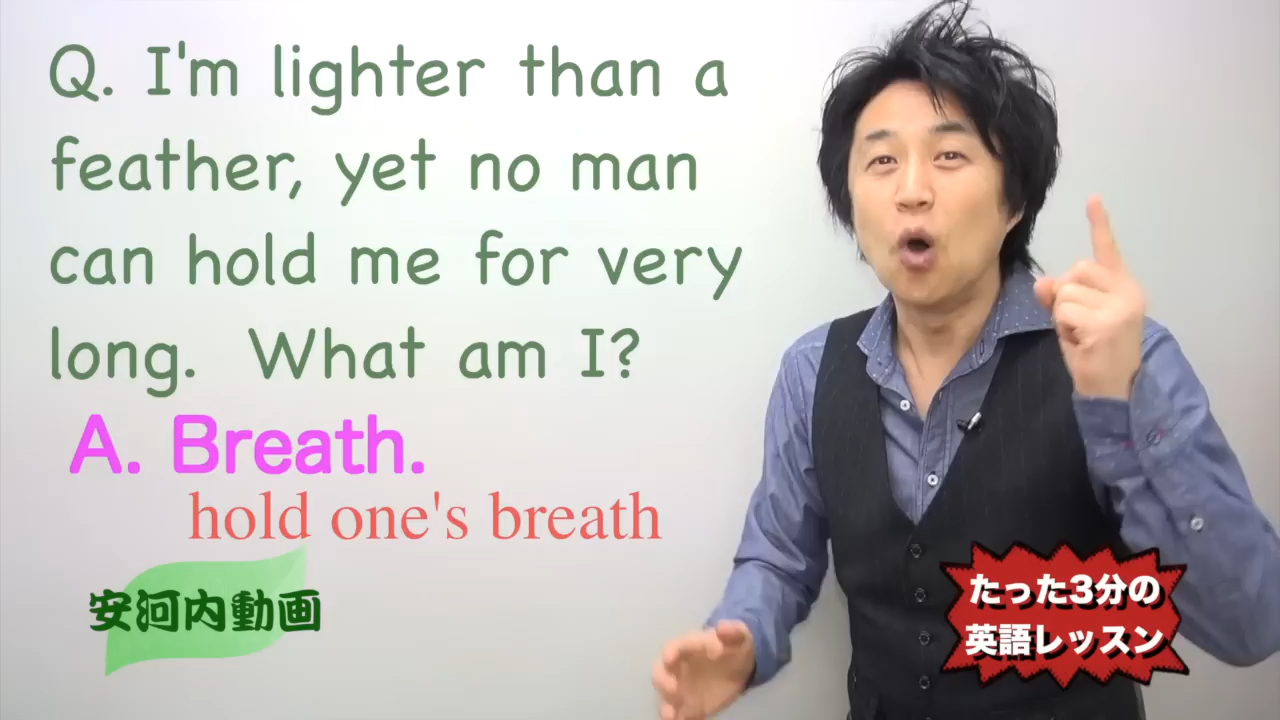 Q. I'm lighter than a
feather, yet no man
can hold me for very
long. What am I?
A. Breath.
hold one's breath
安河内動画
たった3分の
英語レッスン